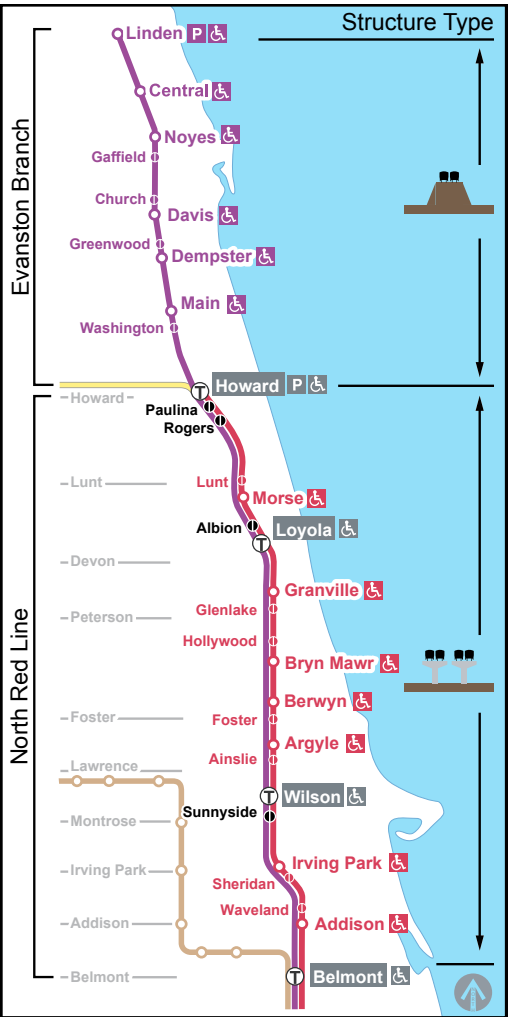 Structure Type
Evanston Branch
Linden P
Central
Noyes
Gaffield
Church
Davis
Greenwood
Dempster
Main
Washington
T Howard P
Howard
Paulina
Rogers
Lunt
Lunt
Morse
Albion
T Loyola
Devon
Granville
Glenlake
Peterson
Hollywood
Bryn Mawr
North Red Line
Berwyn
Foster
Foster
Argyle
Ainslie
Lawrence
T Wilson
Sunnyside
Montrose
Irving Park
Irving Park
Sheridan
Waveland
Addison
Addison
T Belmont
Belmont